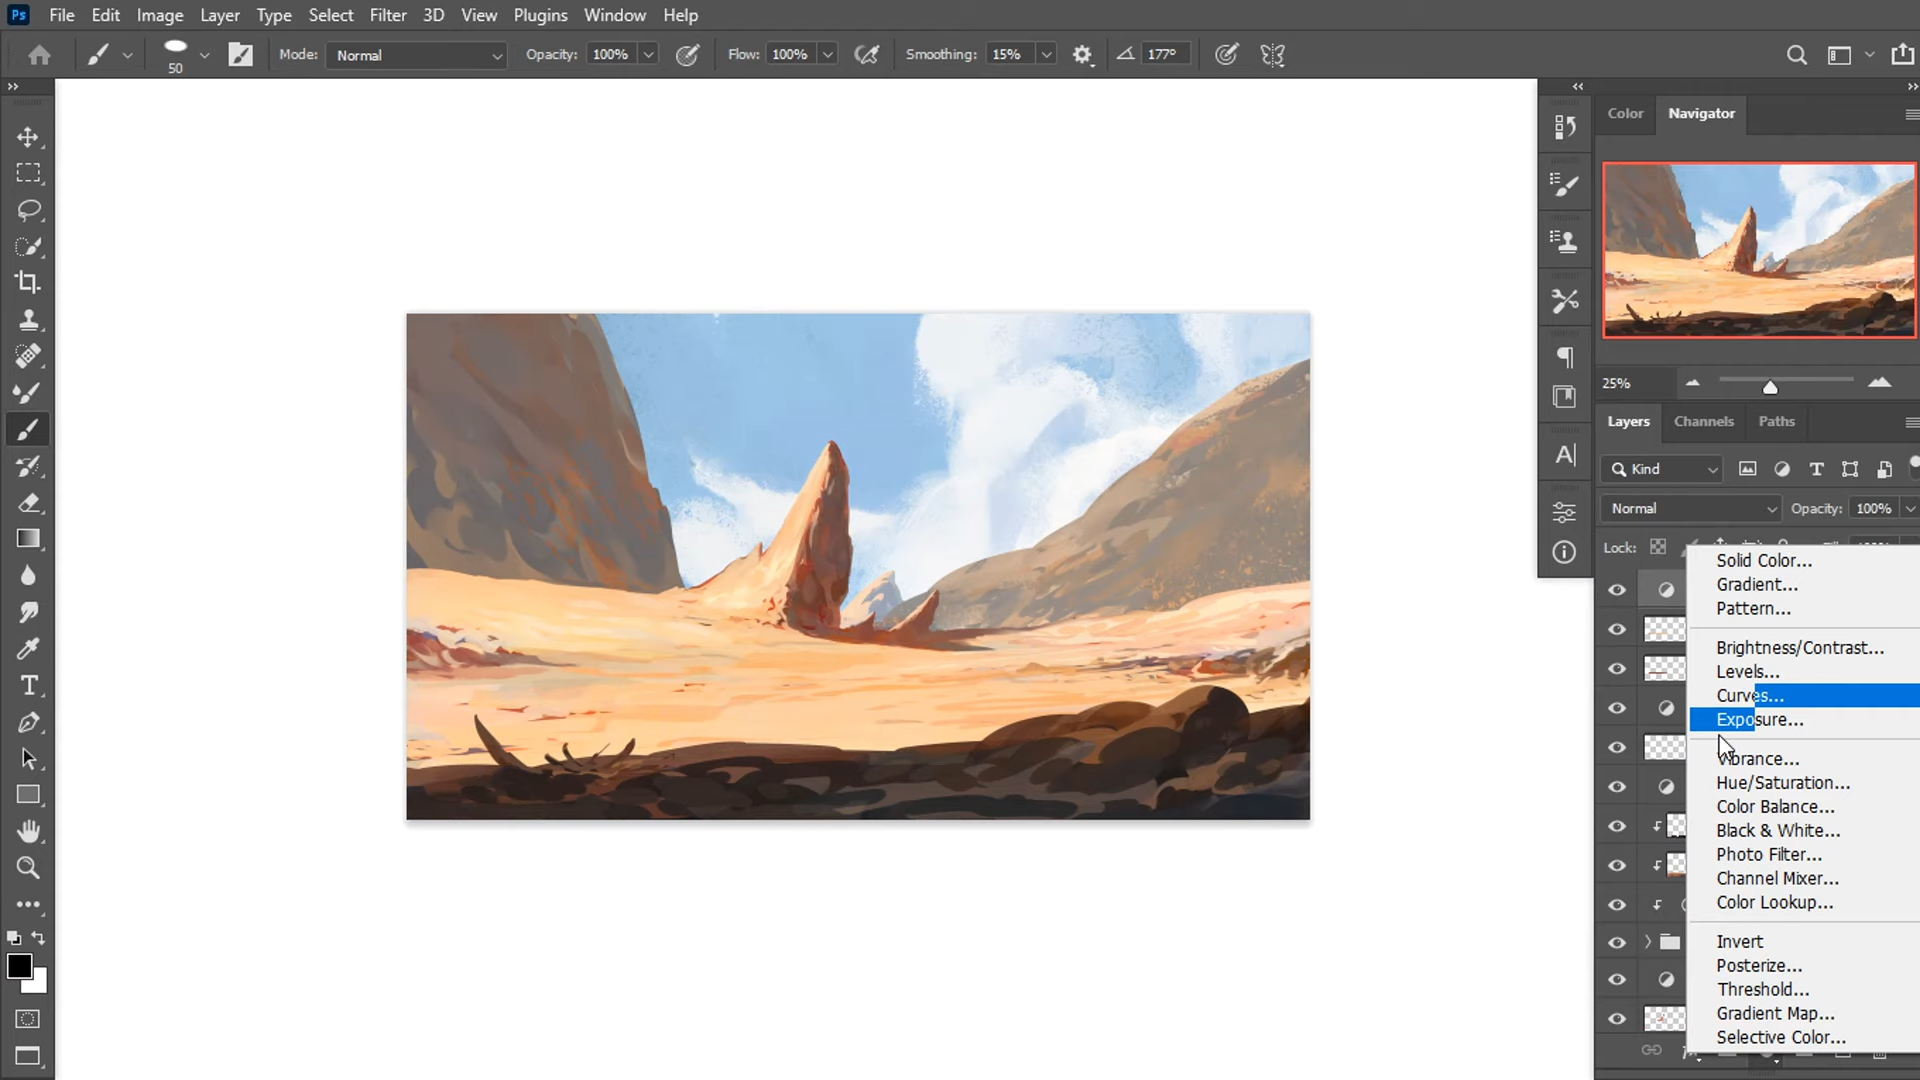 Ps File Edit Image Layer Type Select Filter 3D View Plugins Window Help
50 Mode: Normal Opacity: 100% Flow: 100% Smoothing: 15% 177°
Color Navigator
25%
Layers Channels Paths
Kind
Normal Opacity: 100%
Lock:
Solid Color...
Gradient...
Pattern...
Brightness/Contrast...
Levels...
Curves...
Exposure...
Vibrance...
Hue/Saturation...
Color Balance...
Black & White...
Photo Filter...
Channel Mixer...
Color Lookup...
Invert
Posterize...
Threshold...
Gradient Map...
Selective Color...